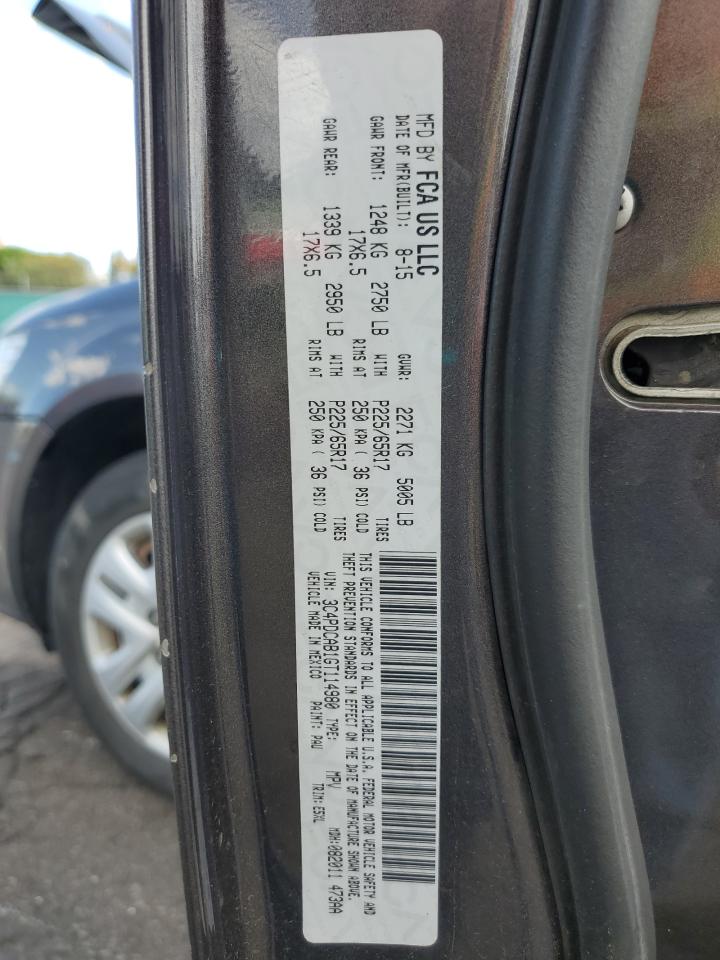 MFD BY FCA US LLC
DATE OF MFR(BUILT): 8-15 GVWR: 2271 KG 5005 LB
GAWR FRONT: 1248 KG 2750 LB WITH P225/65R17 TIRES
17X6.5 RIMS AT 250 KPA ( 36 PSI) COLD
GAWR REAR: 1339 KG 2950 LB WITH P225/65R17 TIRES
17X6.5 RIMS AT 250 KPA ( 36 PSI) COLD
THIS VEHICLE CONFORMS TO ALL APPLICABLE U.S.A. FEDERAL MOTOR VEHICLE SAFETY AND
THEFT PREVENTION STANDARDS IN EFFECT ON THE DATE OF MANUFACTURE SHOWN ABOVE.
VIN: 3C4PDCAB1GT114980 TYPE: MPV MDH:082011 473AA
VEHICLE MADE IN MEXICO PAINT: PAU TRIM: E5XL